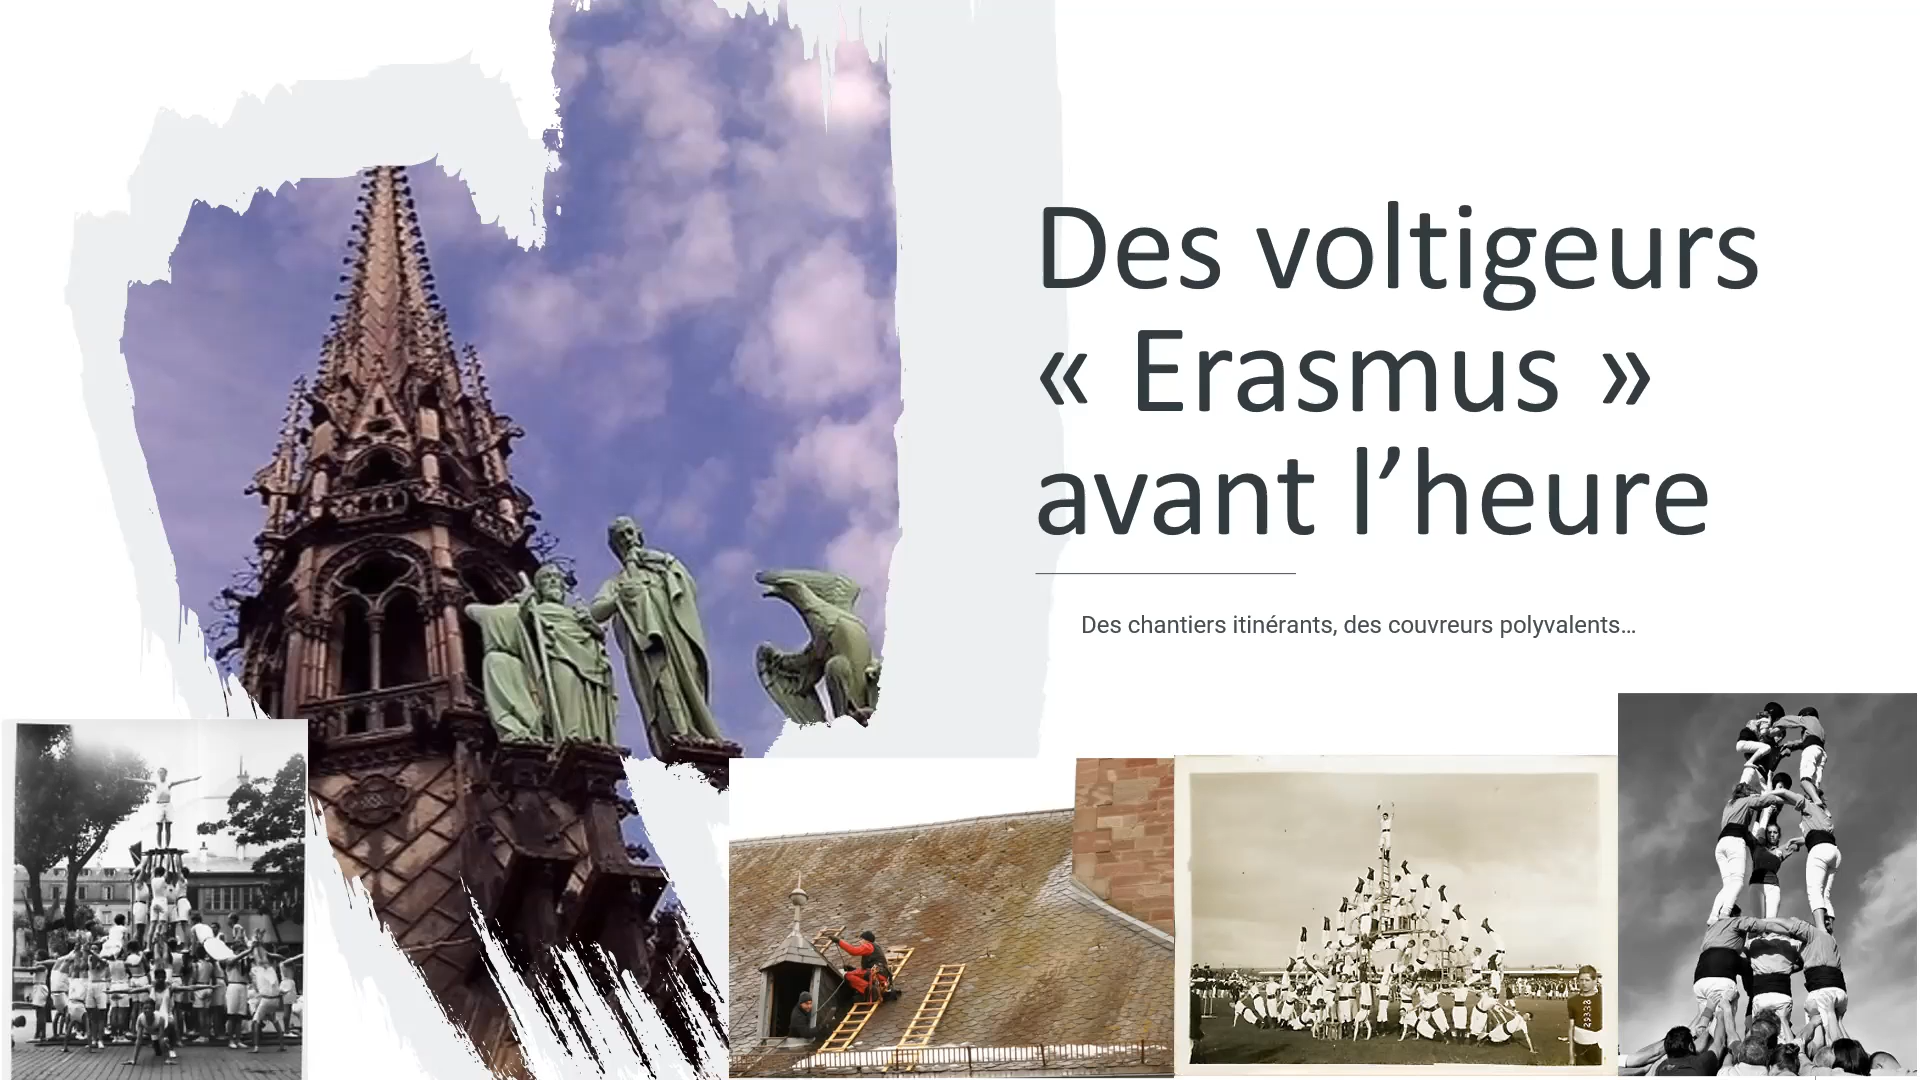 Des voltigeurs
« Erasmus »
avant l’heure
Des chantiers itinérants, des couvreurs polyvalents…